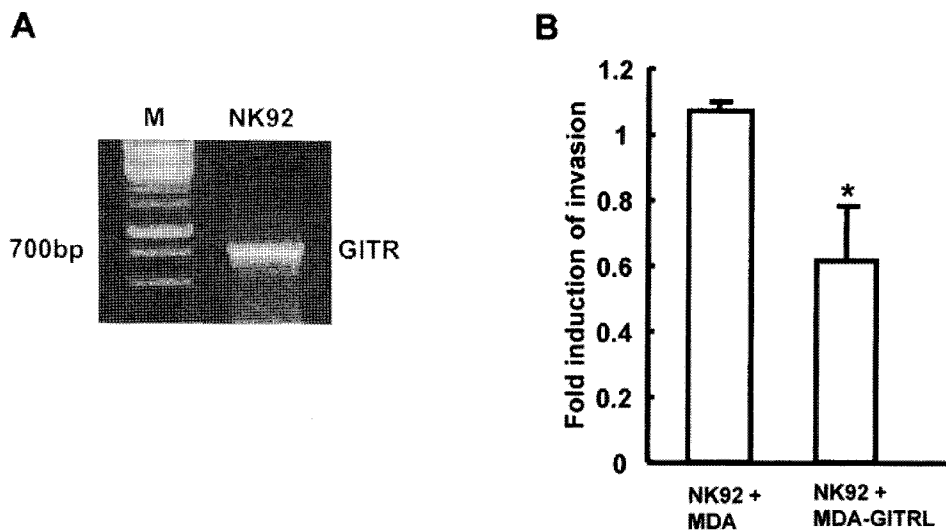 A
M NK92
700bp GITR
B
Fold induction of invasion
1.2
1
0.8
0.6
0.4
0.2
0
*
NK92 +
MDA
NK92 +
MDA-GITRL